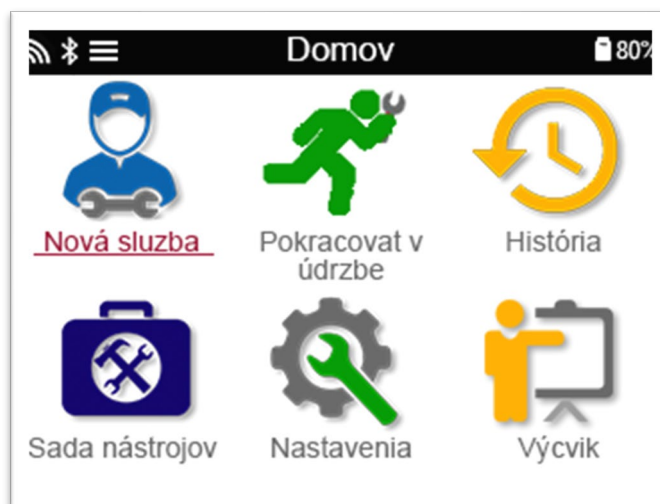 Domov
80%
Nová sluzba
Pokracovat v
údrzbe
História
Sada nástrojov
Nastavenia
Výcvik